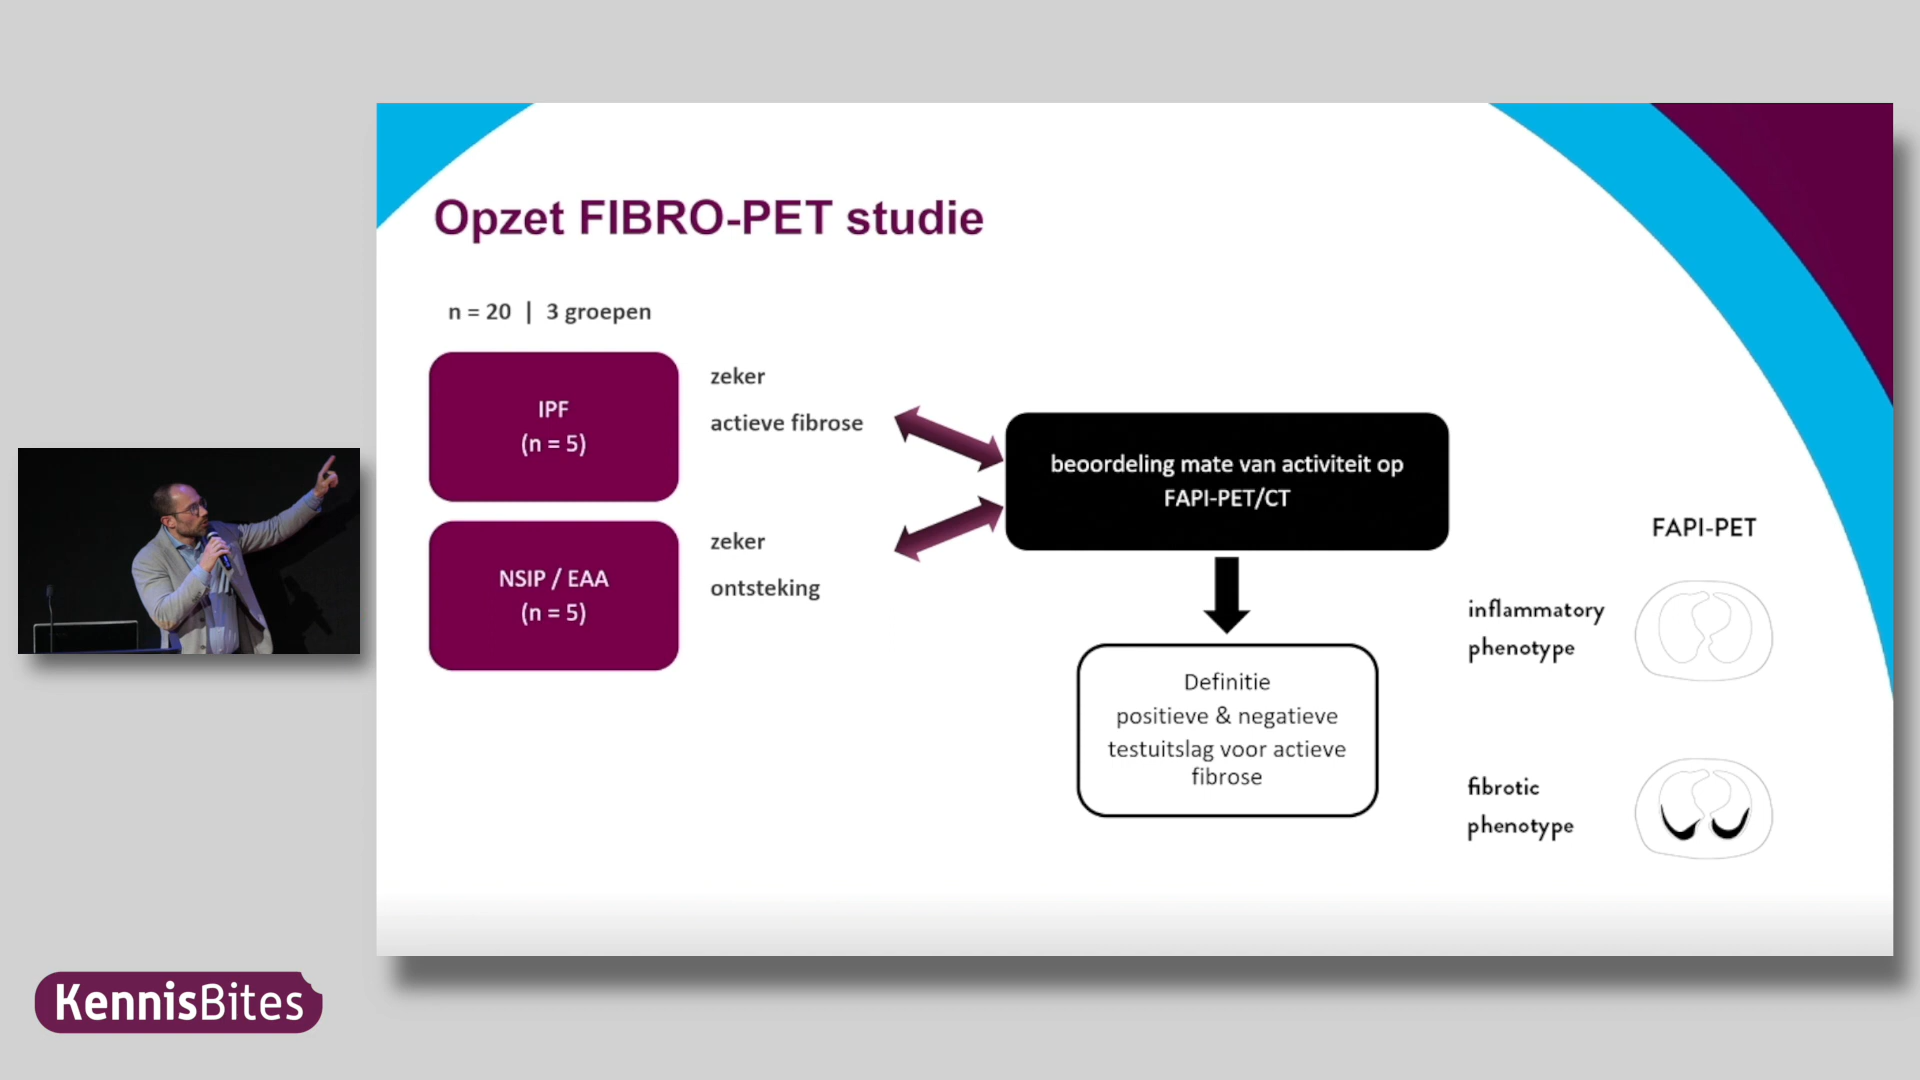 Opzet FIBRO-PET studie
n = 20 | 3 groepen
IPF
(n = 5)
zeker
actieve fibrose
NSIP / EAA
(n = 5)
zeker
ontsteking
beoordeling mate van activiteit op
FAPI-PET/CT
Definitie
positieve & negatieve
testuitslag voor actieve
fibrose
FAPI-PET
inflammatory
phenotype
fibrotic
phenotype
KennisBites